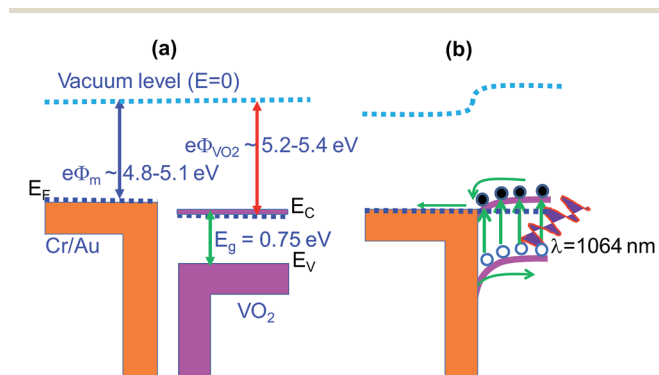 (a)
(b)
Vacuum level (E=0)
eΦVO2~ 5.2-5.4 eV
eΦm~ 4.8-5.1 eV
EF
EC
Cr/Au
Eg = 0.75 eV
EV
λ=1064 nm
VO2